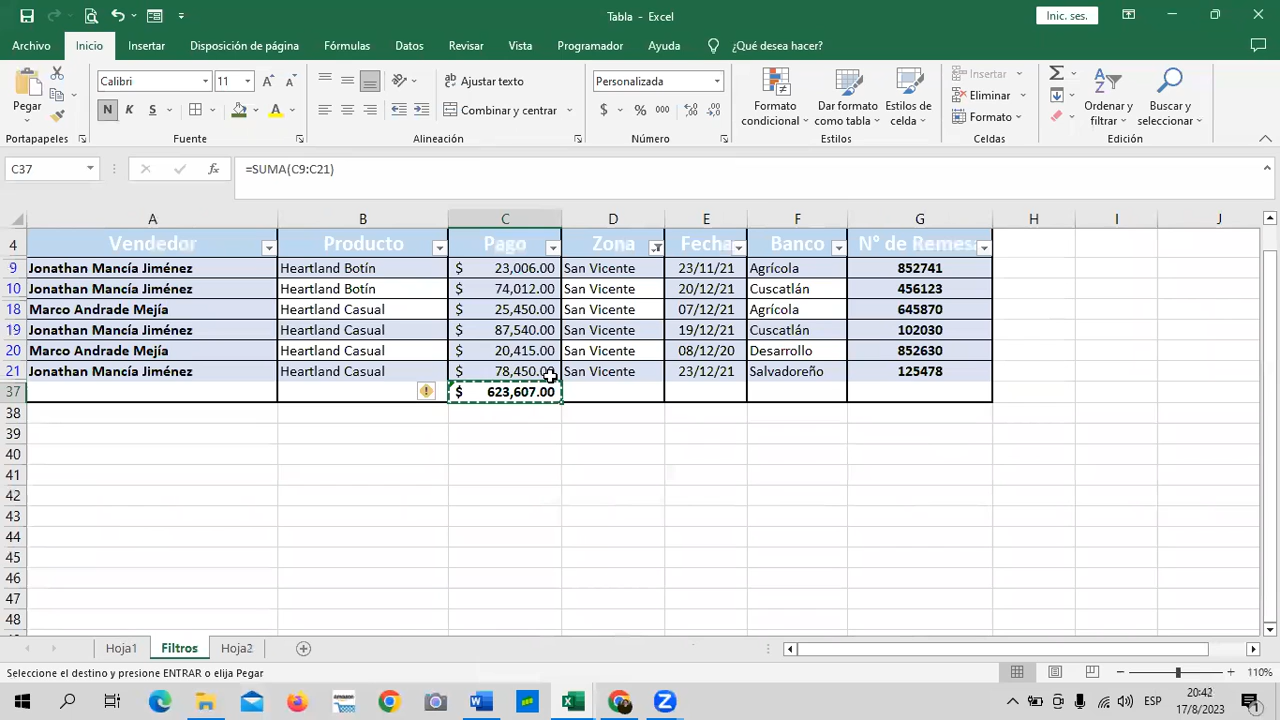 Tabla - Excel
Inic. ses.
Archivo Inicio Insertar Disposición de página Fórmulas Datos Revisar Vista Programador Ayuda ¿Qué desea hacer?
Pegar
Portapapeles
Calibri 11
N K S
Fuente
Ajustar texto
Combinar y centrar
Alineación
Personalizada
$ % 000
Número
Formato condicional
Dar formato como tabla
Estilos de celda
Estilos
Insertar
Eliminar
Formato
Celdas
Ordenar y filtrar
Buscar y seleccionar
Edición
C37 fx =SUMA(C9:C21)
A B C D E F G H I J
4 Vendedor Producto Pago Zona Fecha Banco N° de Remesa
9 Jonathan Mancía Jiménez Heartland Botín $ 23,006.00 San Vicente 23/11/21 Agrícola 852741
10 Jonathan Mancía Jiménez Heartland Botín $ 74,012.00 San Vicente 20/12/21 Cuscatlán 456123
18 Marco Andrade Mejía Heartland Casual $ 25,450.00 San Vicente 07/12/21 Agrícola 645870
19 Jonathan Mancía Jiménez Heartland Casual $ 87,540.00 San Vicente 19/12/21 Cuscatlán 102030
20 Marco Andrade Mejía Heartland Casual $ 20,415.00 San Vicente 08/12/20 Desarrollo 852630
21 Jonathan Mancía Jiménez Heartland Casual $ 78,450.00 San Vicente 23/12/21 Salvadoreño 125478
37 $ 623,607.00
38
39
40
41
42
43
44
45
46
47
48
Hoja1 Filtros Hoja2
Seleccione el destino y presione ENTRAR o elija Pegar
110%
ESP
20:42
17/8/2023